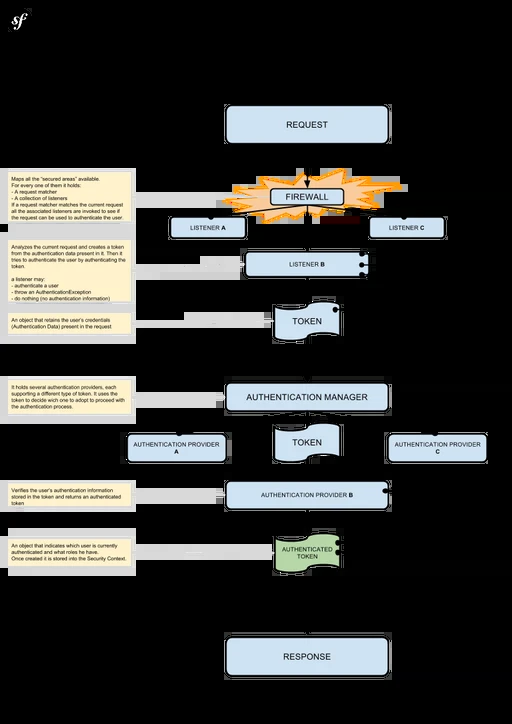 sf
REQUEST
Maps all the "secured areas" available.
For every one of them it holds:
- A request matcher
- A collection of listeners
If a request matcher matches the current request
all the associated listeners are invoked to see if
the request can be used to authenticate the user.
FIREWALL
LISTENER A
LISTENER C
Analyzes the current request and creates a token
from the authentication data present in it. Then it
tries to authenticate the user by authenticating the
token.
a listener may:
- authenticate a user
- throw an AuthenticationException
- do nothing (no authentication information)
LISTENER B
An object that retains the user's credentials
(Authentication Data) present in the request
TOKEN
It holds several authentication providers, each
supporting a different type of token. It uses the
token to decide wich one to adopt to proceed with
the authentication process.
AUTHENTICATION MANAGER
TOKEN
AUTHENTICATION PROVIDER
A
AUTHENTICATION PROVIDER
C
Verifies the user's authentication information
stored in the token and returns an authenticated
token
AUTHENTICATION PROVIDER B
An object that indicates which user is currently
authenticated and what roles he have.
Once created it is stored into the Security Context.
AUTHENTICATED
TOKEN
RESPONSE